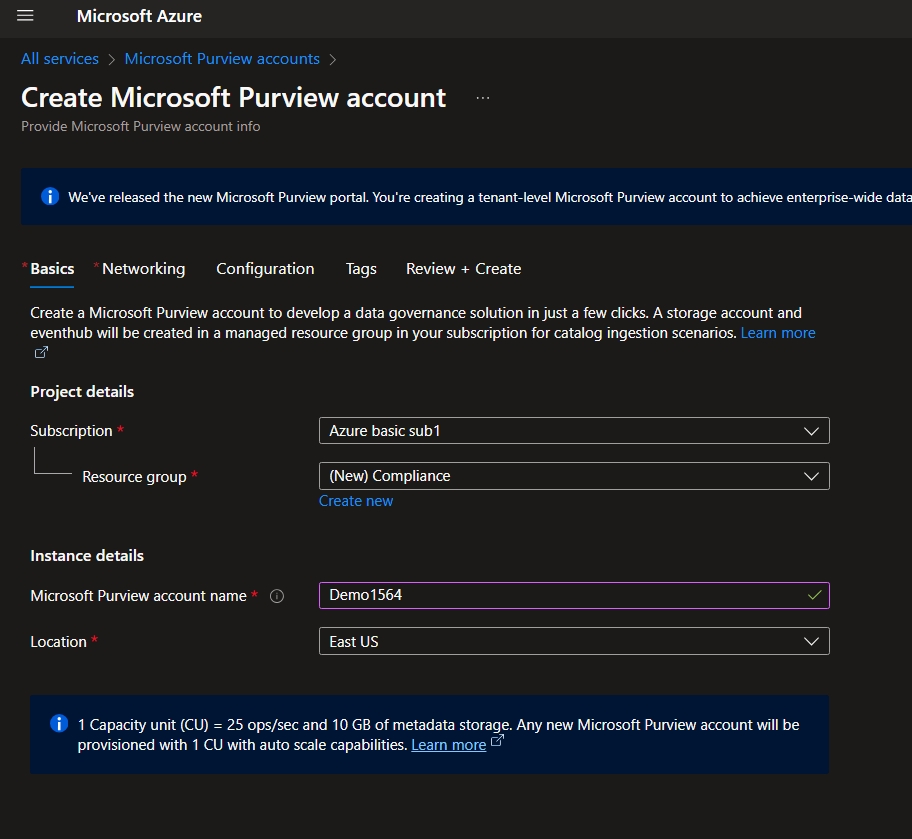 Microsoft Azure
All services > Microsoft Purview accounts >
Create Microsoft Purview account ...
Provide Microsoft Purview account info
We've released the new Microsoft Purview portal. You're creating a tenant-level Microsoft Purview account to achieve enterprise-wide data
* Basics * Networking Configuration Tags Review + Create
Create a Microsoft Purview account to develop a data governance solution in just a few clicks. A storage account and
eventhub will be created in a managed resource group in your subscription for catalog ingestion scenarios. Learn more
Project details
Subscription * Azure basic sub1
Resource group * (New) Compliance
Create new
Instance details
Microsoft Purview account name * Demo1564
Location * East US
1 Capacity unit (CU) = 25 ops/sec and 10 GB of metadata storage. Any new Microsoft Purview account will be
provisioned with 1 CU with auto scale capabilities. Learn more